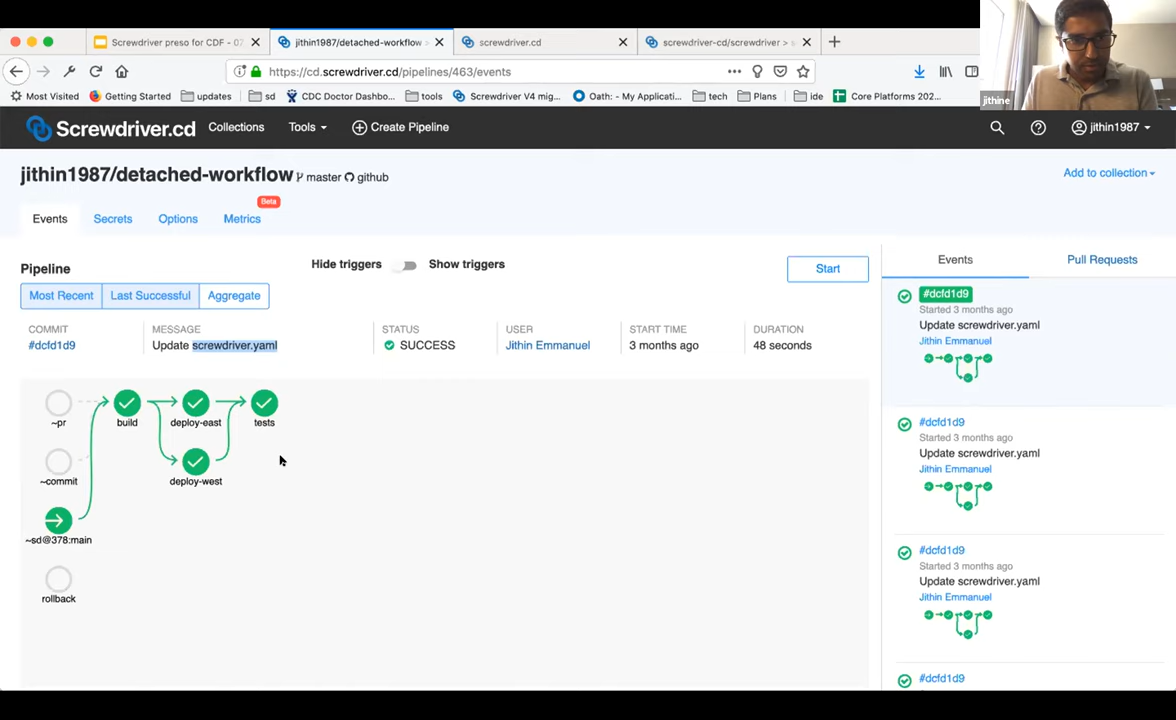 Screwdriver preso for CDF - 07
jithin1987/detached-workflow
screwdriver.cd
screwdriver-cd/screwdriver > s
https://cd.screwdriver.cd/pipelines/463/events
Most Visited
Getting Started
updates
sd
CDC Doctor Dashbo...
tools
Screwdriver V4 mig...
Oath: - My Applicati...
tech
Plans
ide
Core Platforms 202...
jithine
Screwdriver.cd
Collections
Tools
Create Pipeline
jithin1987
jithin1987/detached-workflow
master
github
Add to collection
Events
Secrets
Options
Metrics
Beta
Pipeline
Hide triggers
Show triggers
Start
Most Recent
Last Successful
Aggregate
COMMIT
#dcfd1d9
MESSAGE
Update screwdriver.yaml
STATUS
SUCCESS
USER
Jithin Emmanuel
START TIME
3 months ago
DURATION
48 seconds
~pr
build
deploy-east
tests
~commit
deploy-west
~sd@378:main
rollback
Events
Pull Requests
#dcfd1d9
Started 3 months ago
Update screwdriver.yaml
Jithin Emmanuel
#dcfd1d9
Started 3 months ago
Update screwdriver.yaml
Jithin Emmanuel
#dcfd1d9
Started 3 months ago
Update screwdriver.yaml
Jithin Emmanuel
#dcfd1d9